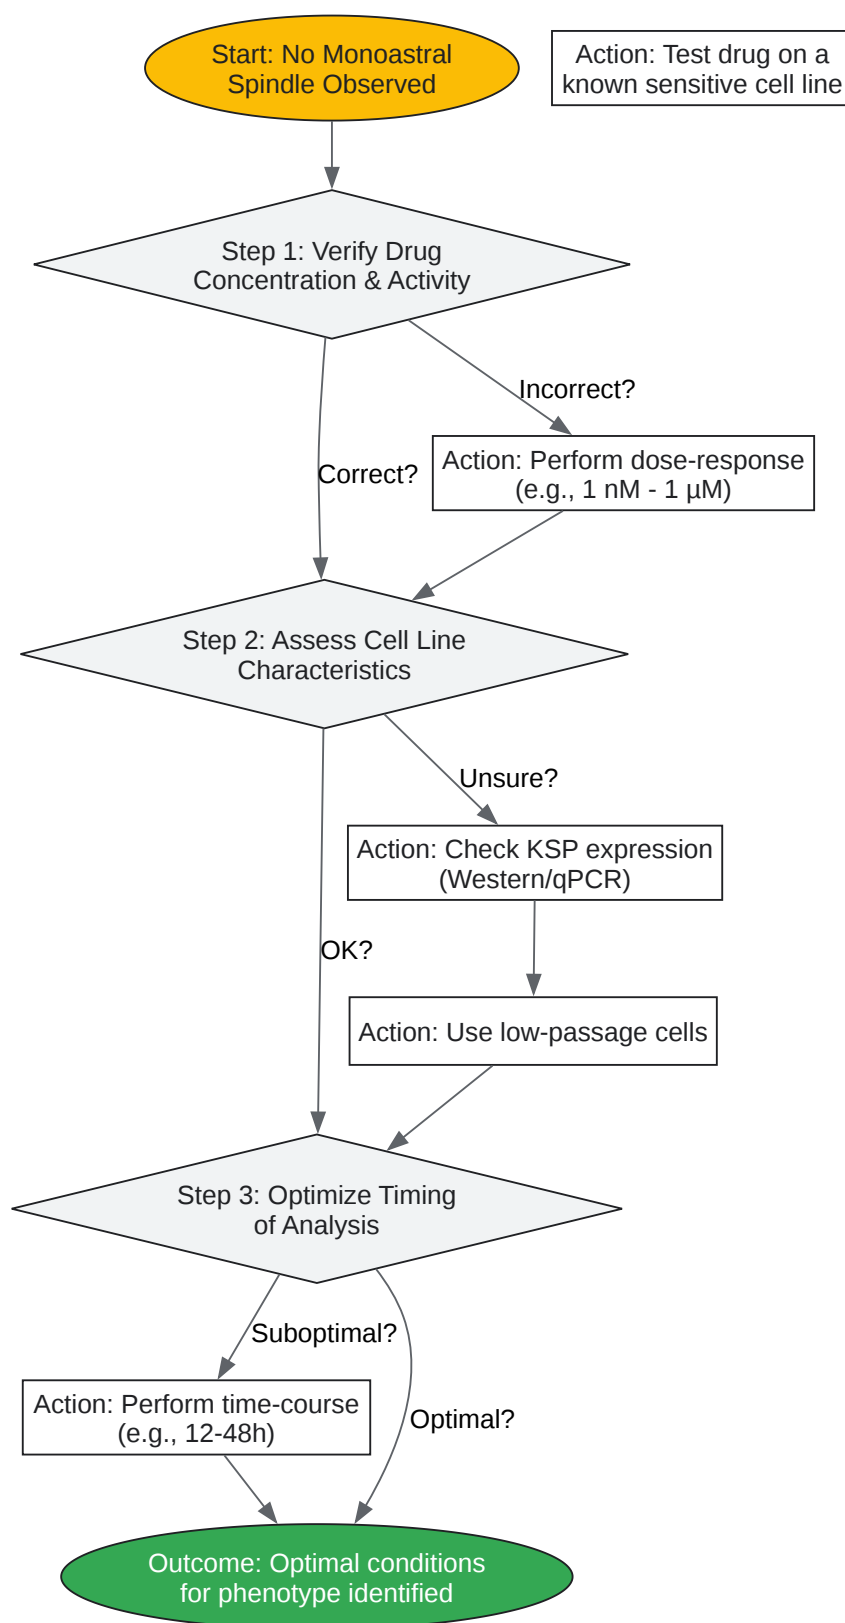 Start: No Monoastral
Spindle Observed
Action: Test drug on a
known sensitive cell line
Step 1: Verify Drug
Concentration & Activity
Incorrect?
Correct?
Action: Perform dose-response
(e.g., 1 nM - 1 µM)
Step 2: Assess Cell Line
Characteristics
Unsure?
Action: Check KSP expression
(Western/qPCR)
OK?
Action: Use low-passage cells
Step 3: Optimize Timing
of Analysis
Suboptimal?
Action: Perform time-course
(e.g., 12-48h)
Optimal?
Outcome: Optimal conditions
for phenotype identified